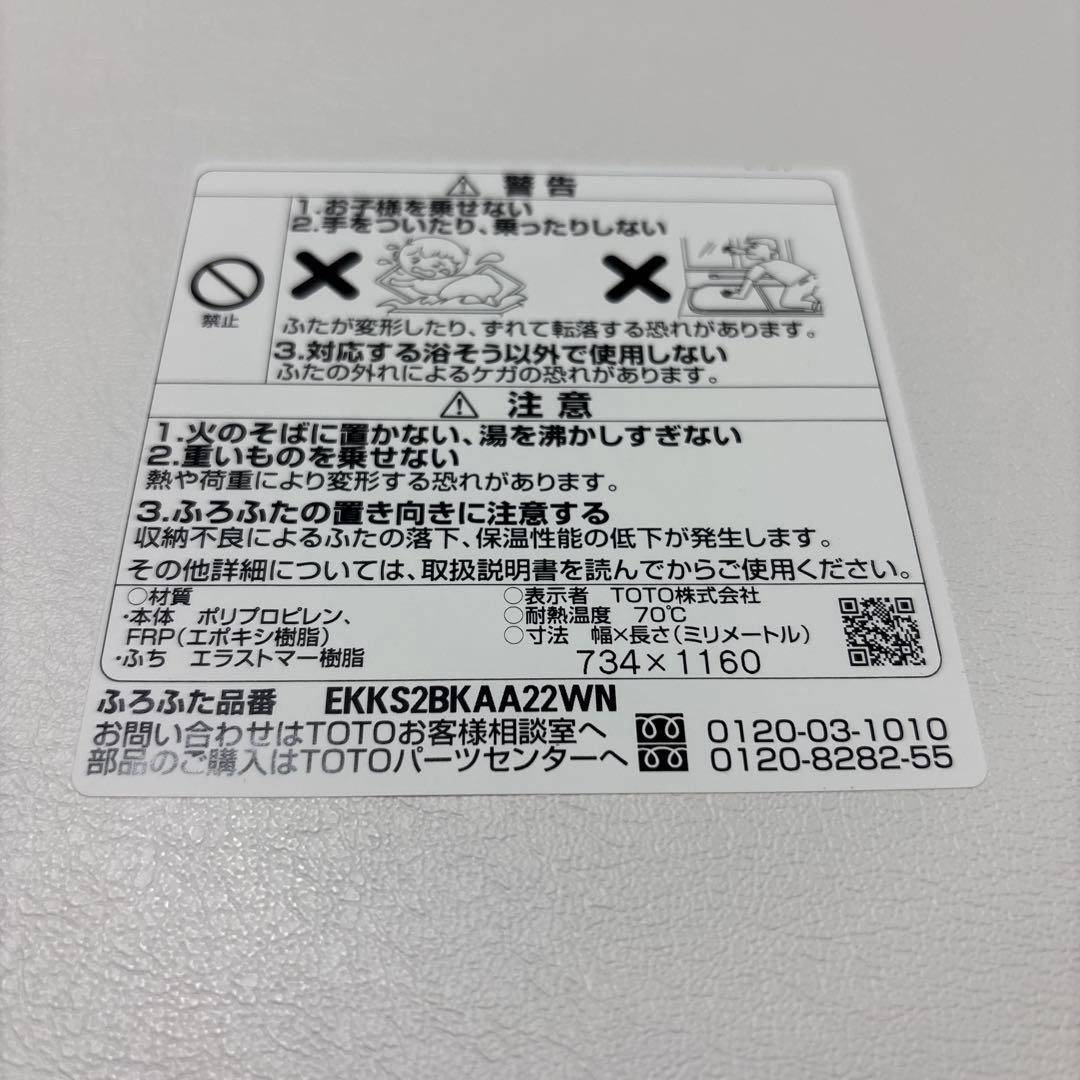 ⚠ 警告
1.お子様を乗せない
2.手をついたり、乗ったりしない
禁止
ふたが変形したり、ずれて転落する恐れがあります。
3.対応する浴そう以外で使用しない
ふたの外れによるケガの恐れがあります。
⚠ 注意
1.火のそばに置かない、湯を沸かしすぎない
2.重いものを乗せない
熱や荷重により変形する恐れがあります。
3.ふろふたの置き向きに注意する
収納不良によるふたの落下、保温性能の低下が発生します。
その他詳細については、取扱説明書を読んでからご使用ください。
○材質
・本体 ポリプロピレン、
FRP(エポキシ樹脂)
・ふち エラストマー樹脂
○表示者 TOTO株式会社
○耐熱温度 70℃
○寸法 幅×長さ(ミリメートル)
734×1160
ふろふた品番 EKKS2BKAA22WN
お問い合わせはTOTOお客様相談室へ 0120-03-1010
部品のご購入はTOTOパーツセンターへ 0120-8282-55